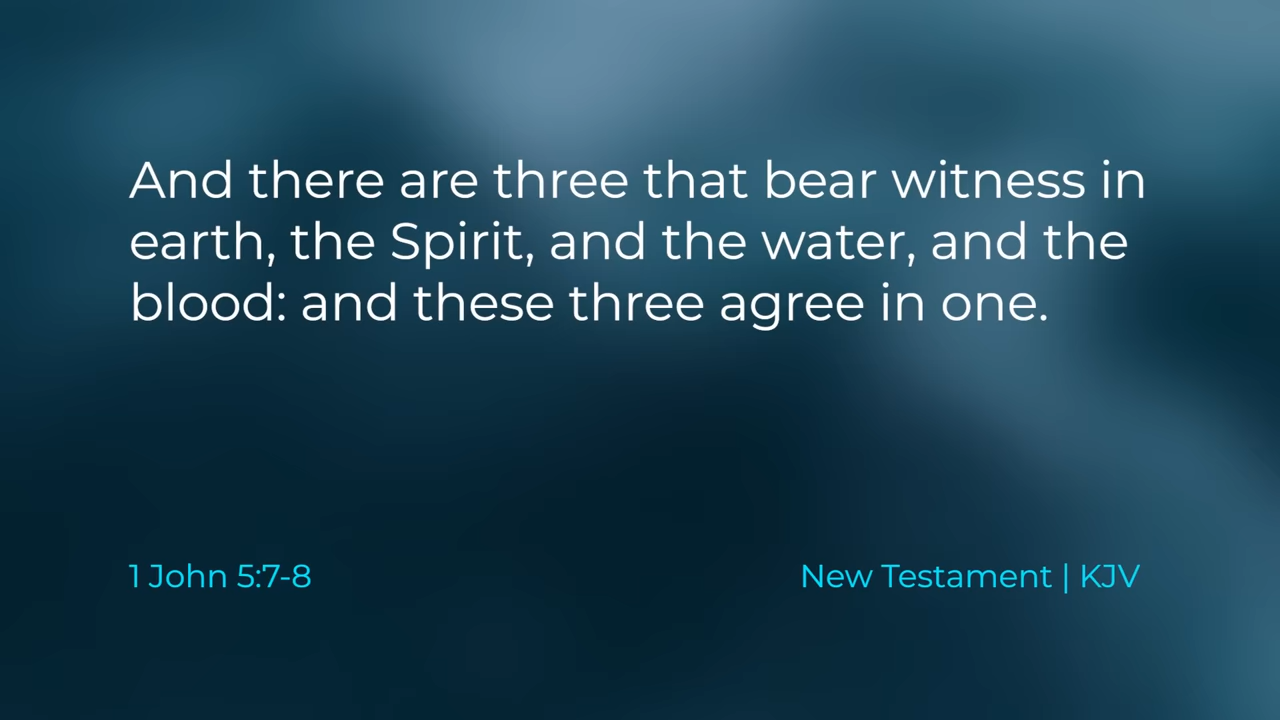 And there are three that bear witness in
earth, the Spirit, and the water, and the
blood: and these three agree in one.
1 John 5:7-8
New Testament | KJV